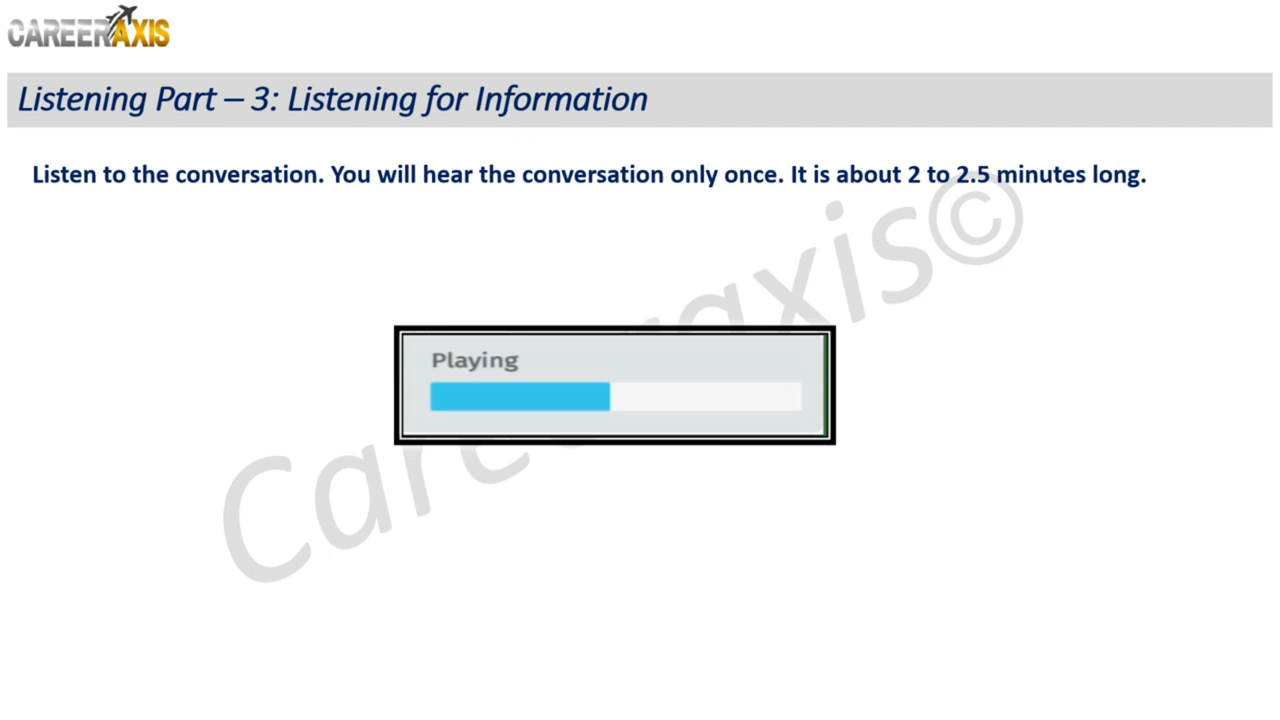 CAREERAXIS
Listening Part – 3: Listening for Information
Listen to the conversation. You will hear the conversation only once. It is about 2 to 2.5 minutes long.
Playing
Careeraxis©